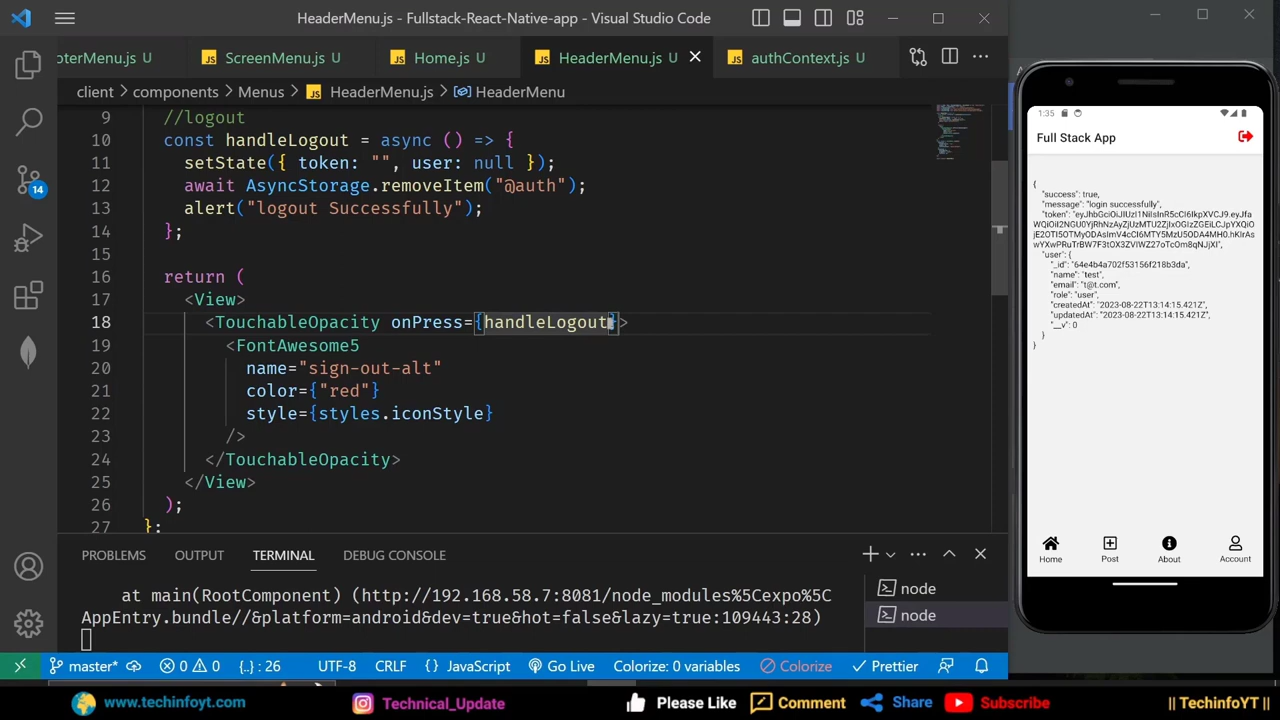 HeaderMenu.js - Fullstack-React-Native-app - Visual Studio Code
oterMenu.js U
ScreenMenu.js U
Home.js U
HeaderMenu.js U
authContext.js U
client > components > Menus > HeaderMenu.js > HeaderMenu
9 //logout
10 const handleLogout = async () => {
11 setState({ token: "", user: null });
12 await AsyncStorage.removeItem("@auth");
13 alert("logout Successfully");
14 };
15
16 return (
17 <View>
18 <TouchableOpacity onPress={handleLogout}>
19 <FontAwesome5
20 name="sign-out-alt"
21 color={"red"}
22 style={styles.iconStyle}
23 />
24 </TouchableOpacity>
25 </View>
26 );
27 };
PROBLEMS OUTPUT TERMINAL DEBUG CONSOLE
at main(RootComponent) (http://192.168.58.7:8081/node_modules%5Cexpo%5C
AppEntry.bundle//&platform=android&dev=true&hot=false&lazy=true:109443:28)
node
node
14
master* 0 0 {..} : 26 UTF-8 CRLF {} JavaScript Go Live Colorize: 0 variables Colorize Prettier
1:35
Full Stack App
{
"success": true,
"message": "login successfully",
"user": {
"_id": "64e4b4a702f53156f218b3da",
"name": "test",
"email": "t@t.com",
"role": "user",
"createdAt": "2023-08-22T13:14:15.421Z",
"updatedAt": "2023-08-22T13:14:15.421Z",
"__v": 0
}
}
Home Post About Account
www.techinfoyt.com Technical_Update Please Like Comment Share Subscribe || TechinfoYT ||